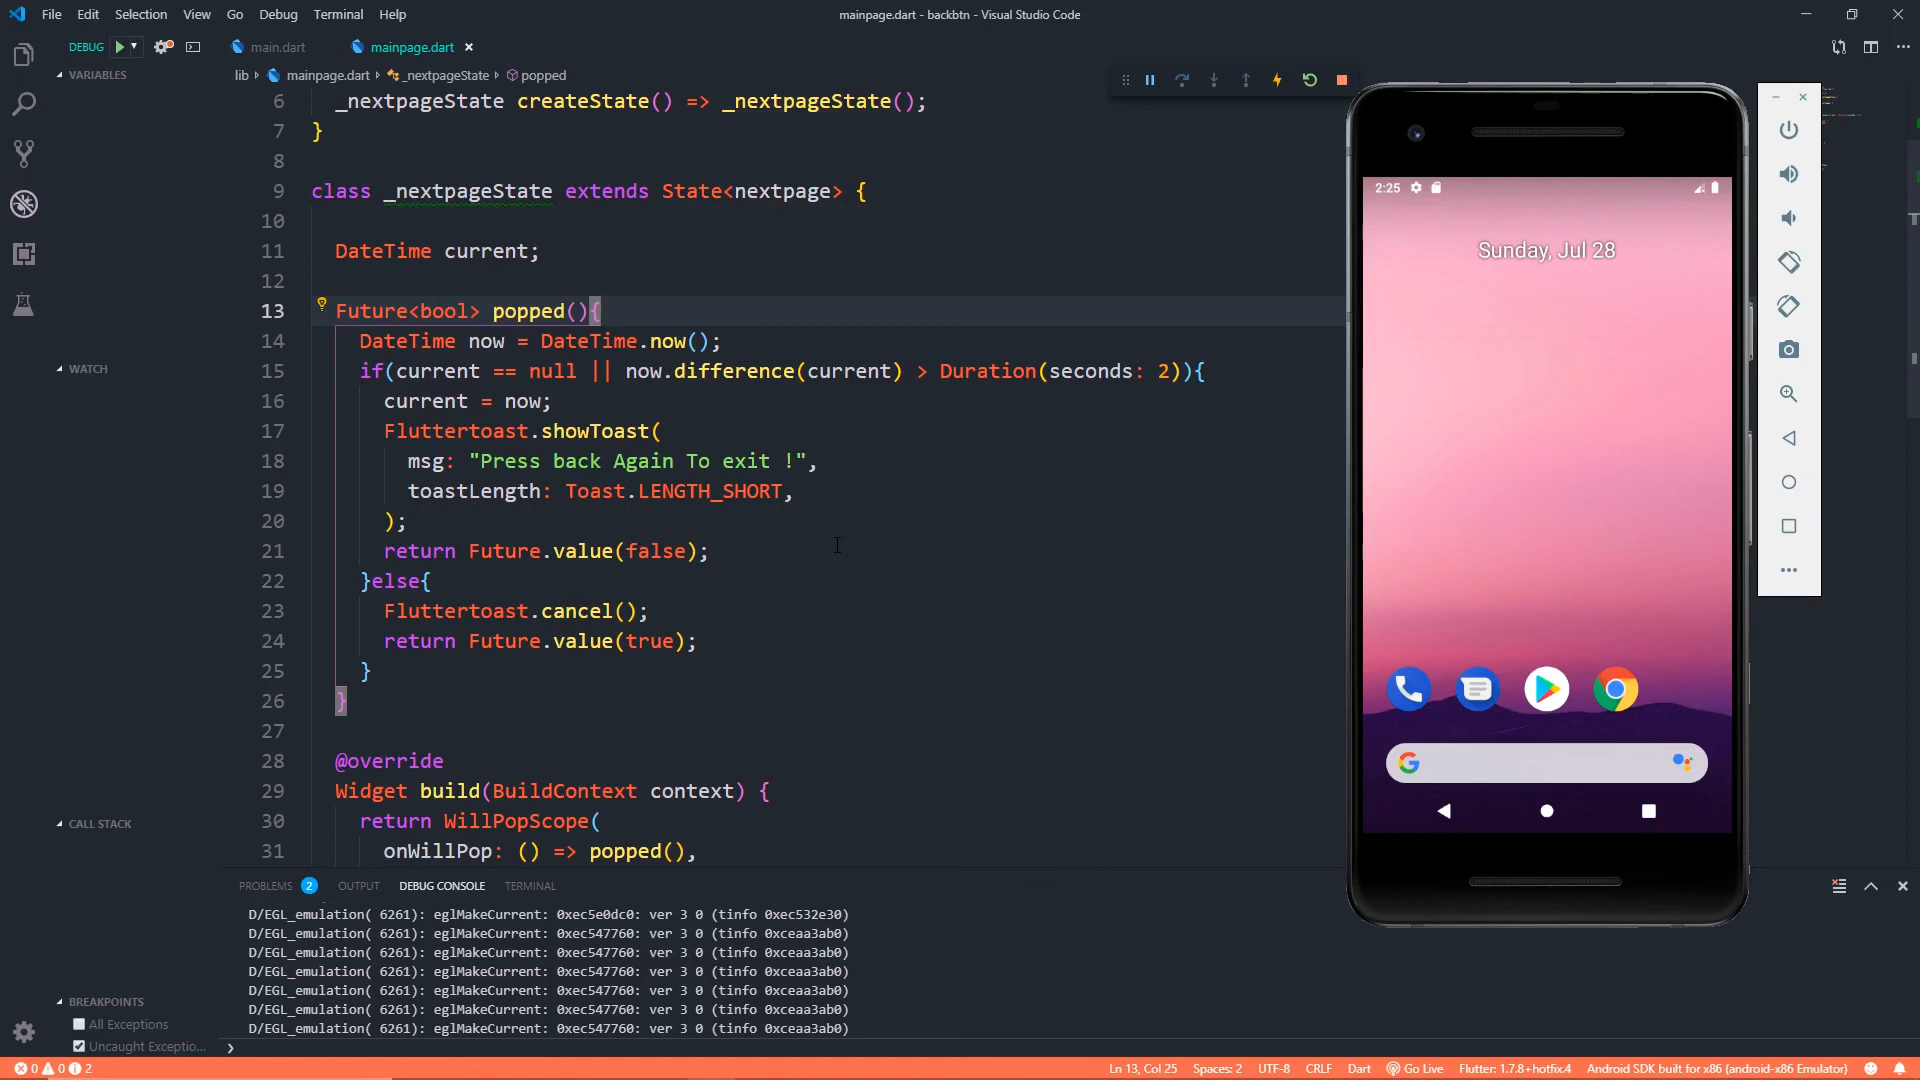 File Edit Selection View Go Debug Terminal Help
mainpage.dart - backbtn - Visual Studio Code
DEBUG
main.dart
mainpage.dart
VARIABLES
lib
mainpage.dart
_nextpageState
popped
6 _nextpageState createState() => _nextpageState();
7 }
8
9 class _nextpageState extends State<nextpage> {
10
11 DateTime current;
12
13 Future<bool> popped(){
14 DateTime now = DateTime.now();
15 if(current == null || now.difference(current) > Duration(seconds: 2)){
16 current = now;
17 Fluttertoast.showToast(
18 msg: "Press back Again To exit !",
19 toastLength: Toast.LENGTH_SHORT,
20 );
21 return Future.value(false);
22 }else{
23 Fluttertoast.cancel();
24 return Future.value(true);
25 }
26 }
27
28 @override
29 Widget build(BuildContext context) {
30 return WillPopScope(
31 onWillPop: () => popped(),
WATCH
CALL STACK
BREAKPOINTS
All Exceptions
Uncaught Exceptio...
2:25
Sunday, Jul 28
PROBLEMS 2 OUTPUT DEBUG CONSOLE TERMINAL
D/EGL_emulation( 6261): eglMakeCurrent: 0xec5e0dc0: ver 3 0 (tinfo 0xec532e30)
D/EGL_emulation( 6261): eglMakeCurrent: 0xec547760: ver 3 0 (tinfo 0xceaa3ab0)
D/EGL_emulation( 6261): eglMakeCurrent: 0xec547760: ver 3 0 (tinfo 0xceaa3ab0)
D/EGL_emulation( 6261): eglMakeCurrent: 0xec547760: ver 3 0 (tinfo 0xceaa3ab0)
D/EGL_emulation( 6261): eglMakeCurrent: 0xec547760: ver 3 0 (tinfo 0xceaa3ab0)
D/EGL_emulation( 6261): eglMakeCurrent: 0xec547760: ver 3 0 (tinfo 0xceaa3ab0)
D/EGL_emulation( 6261): eglMakeCurrent: 0xec547760: ver 3 0 (tinfo 0xceaa3ab0)
0 0 2
Ln 13, Col 25 Spaces: 2 UTF-8 CRLF Dart Go Live Flutter: 1.7.8+hotfix.4 Android SDK built for x86 (android-x86 Emulator)